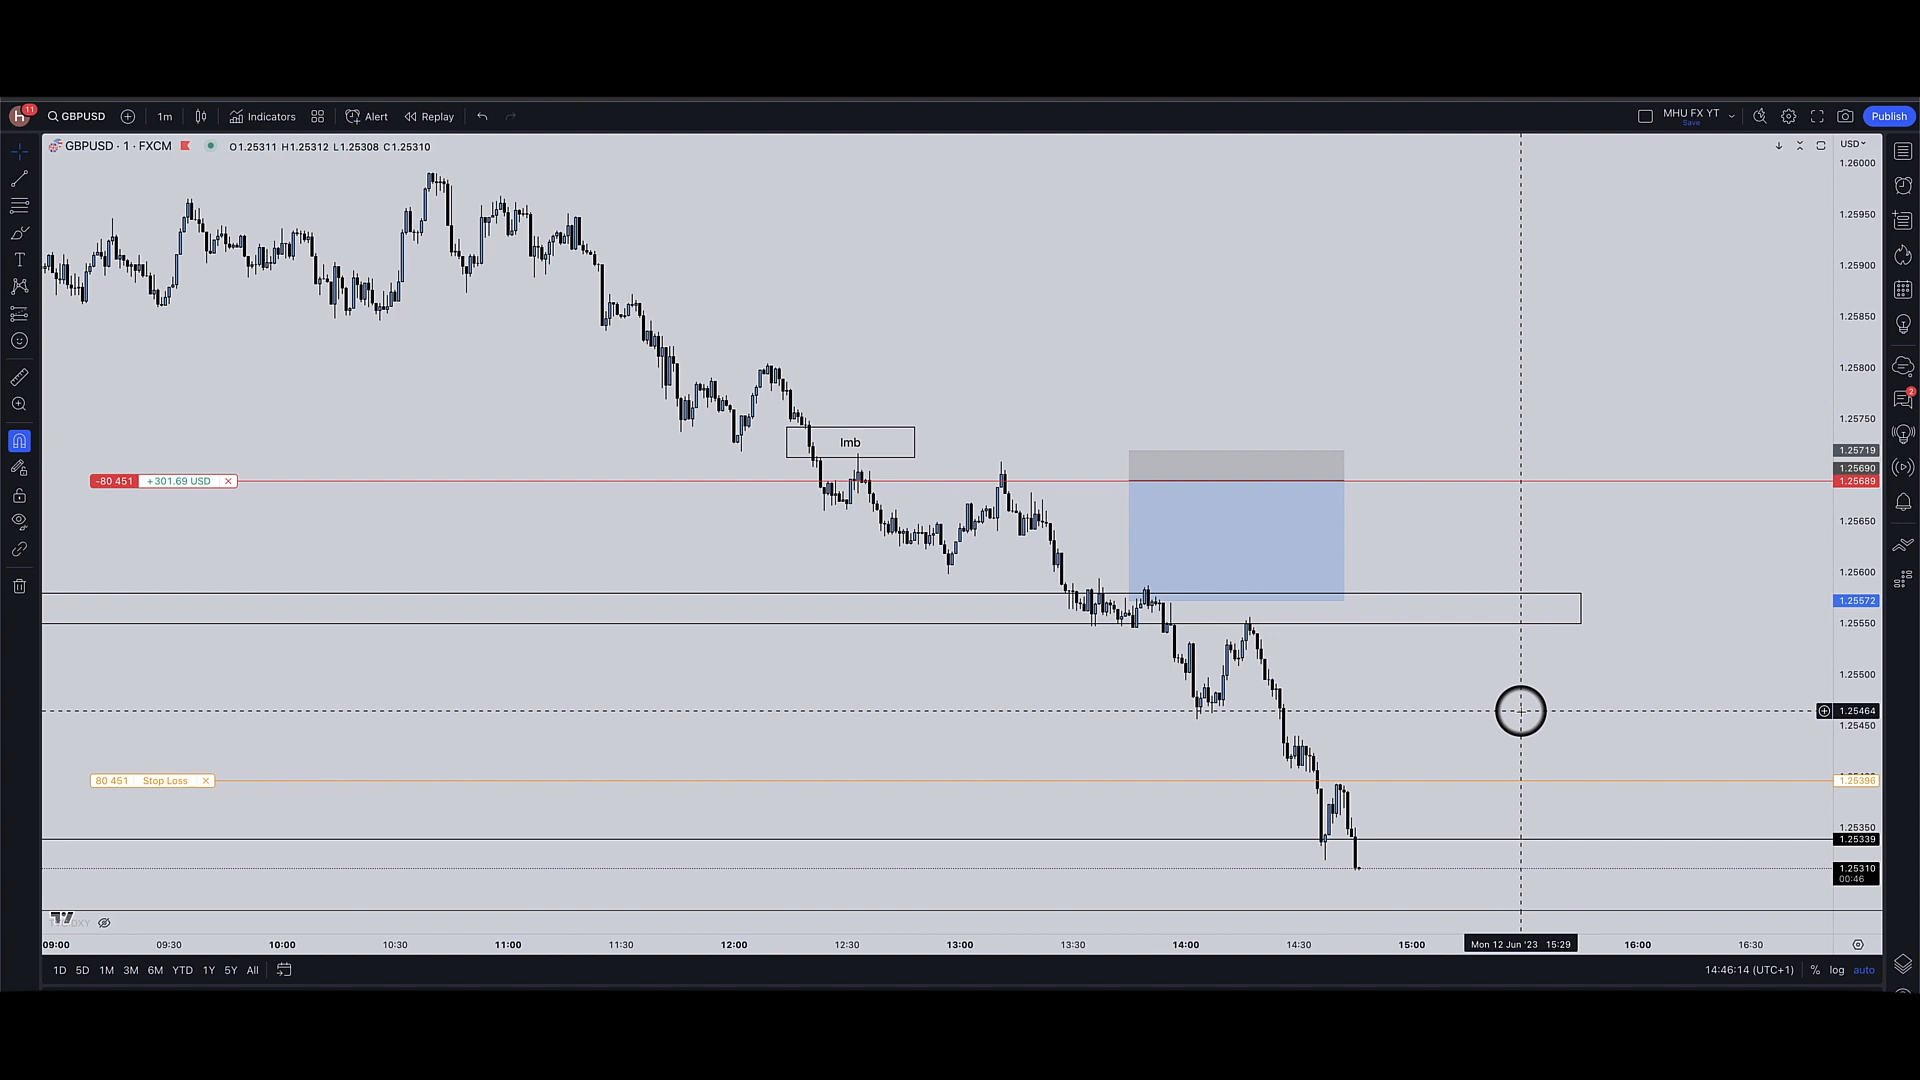 h 11 GBPUSD 1m Indicators Alert Replay MHU FX YT Save Publish
GBPUSD · 1 · FXCM O1.25311 H1.25312 L1.25308 C1.25310 USD
1.26000
1.25950
1.25900
1.25850
1.25800
1.25750
Imb
1.25719
1.25690
-80 451 +301.69 USD 1.25689
1.25650
1.25600
1.25572
1.25550
1.25500
1.25464
1.25450
80 451 Stop Loss 1.25396
1.25350
1.25339
1.25310
00:46
09:00 09:30 10:00 10:30 11:00 11:30 12:00 12:30 13:00 13:30 14:00 14:30 15:00 Mon 12 Jun '23 15:29 16:00 16:30
1D 5D 1M 3M 6M YTD 1Y 5Y All 14:46:14 (UTC+1) % log auto
2